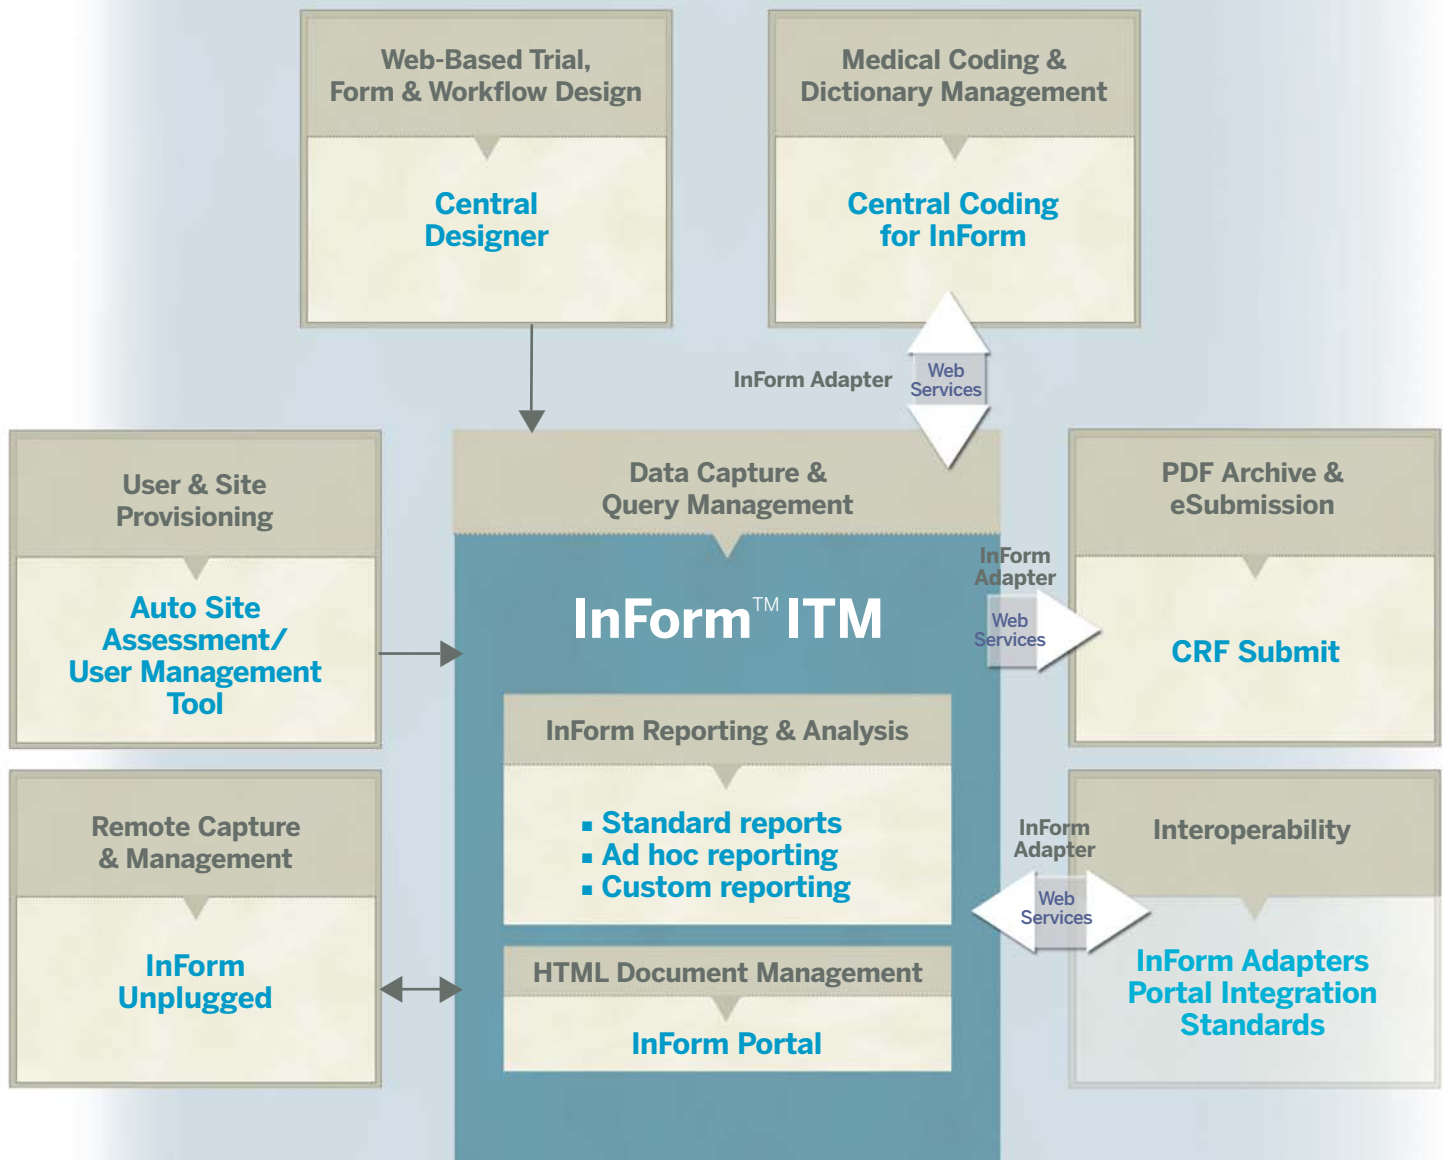 Web-Based Trial,
Form & Workflow Design
Central
Designer
Medical Coding &
Dictionary Management
Central Coding
for InForm
InForm Adapter
Web
Services
User & Site
Provisioning
Auto Site
Assessment/
User Management
Tool
Data Capture &
Query Management
InForm™ ITM
InForm
Adapter
Web
Services
PDF Archive &
eSubmission
CRF Submit
InForm Reporting & Analysis
▪ Standard reports
▪ Ad hoc reporting
▪ Custom reporting
Remote Capture
& Management
InForm
Unplugged
HTML Document Management
InForm Portal
InForm
Adapter
Web
Services
Interoperability
InForm Adapters
Portal Integration
Standards